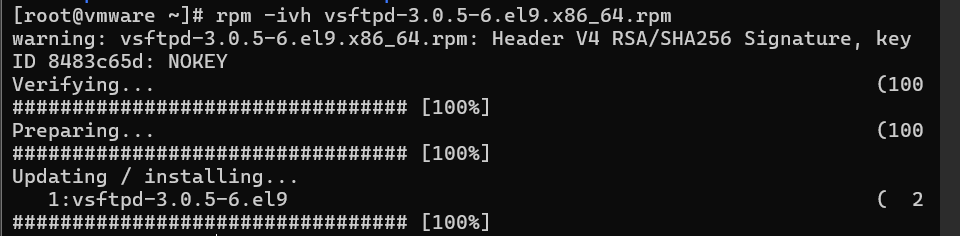 [root@vmware ~]# rpm -ivh vsftpd-3.0.5-6.el9.x86_64.rpm
warning: vsftpd-3.0.5-6.el9.x86_64.rpm: Header V4 RSA/SHA256 Signature, key
ID 8483c65d: NOKEY
Verifying... (100
################################# [100%]
Preparing... (100
################################# [100%]
Updating / installing...
1:vsftpd-3.0.5-6.el9 ( 2
################################# [100%]